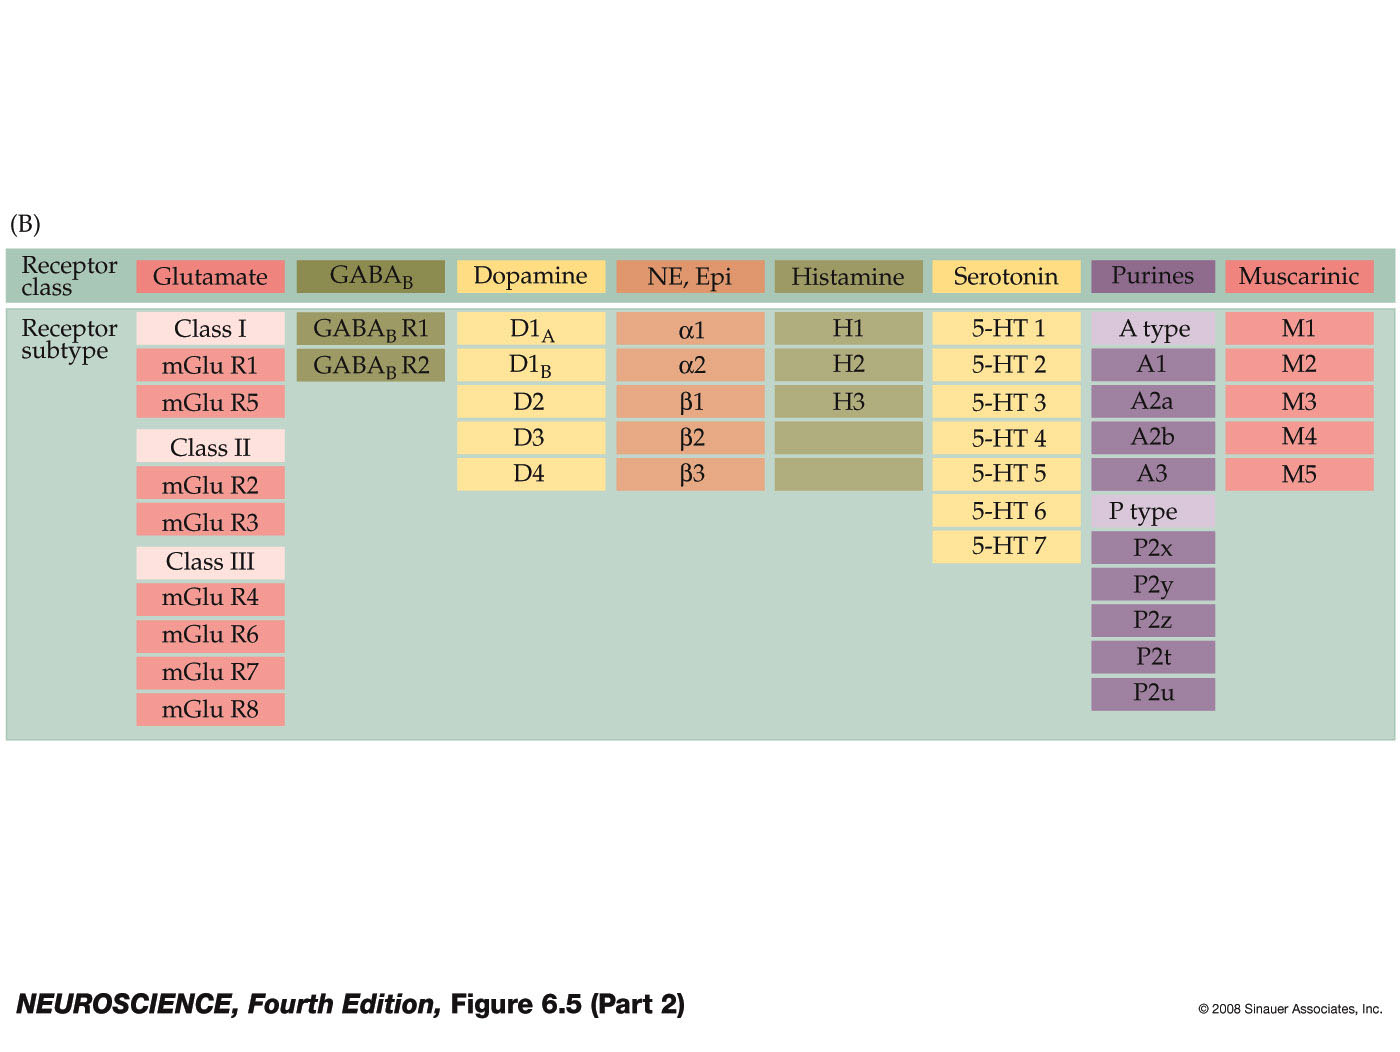 (B)
Receptor class Glutamate GABAB Dopamine NE, Epi Histamine Serotonin Purines Muscarinic
Receptor subtype Class I GABAB R1 D1A α1 H1 5-HT 1 A type M1
mGlu R1 GABAB R2 D1B α2 H2 5-HT 2 A1 M2
mGlu R5 D2 β1 H3 5-HT 3 A2a M3
Class II D3 β2 5-HT 4 A2b M4
mGlu R2 D4 β3 5-HT 5 A3 M5
mGlu R3 5-HT 6 P type
Class III 5-HT 7 P2x
mGlu R4 P2y
mGlu R6 P2z
mGlu R7 P2t
mGlu R8 P2u
NEUROSCIENCE, Fourth Edition, Figure 6.5 (Part 2)
© 2008 Sinauer Associates, Inc.